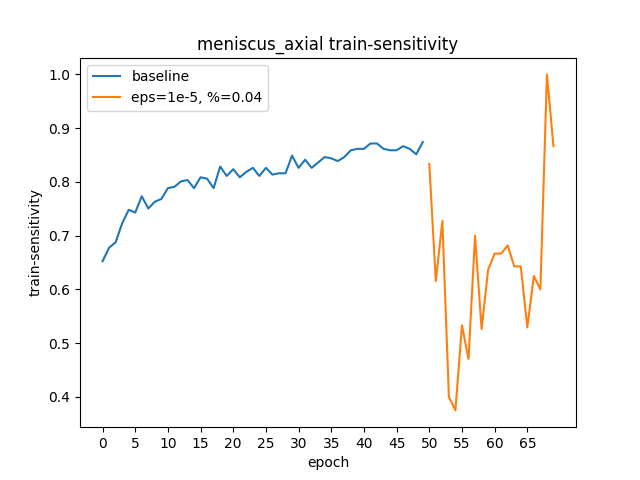 meniscus_axial train-sensitivity
baseline
eps=1e-5, %=0.04
1.0
0.9
0.8
0.7
0.6
0.5
0.4
train-sensitivity
0 5 10 15 20 25 30 35 40 45 50 55 60 65
epoch